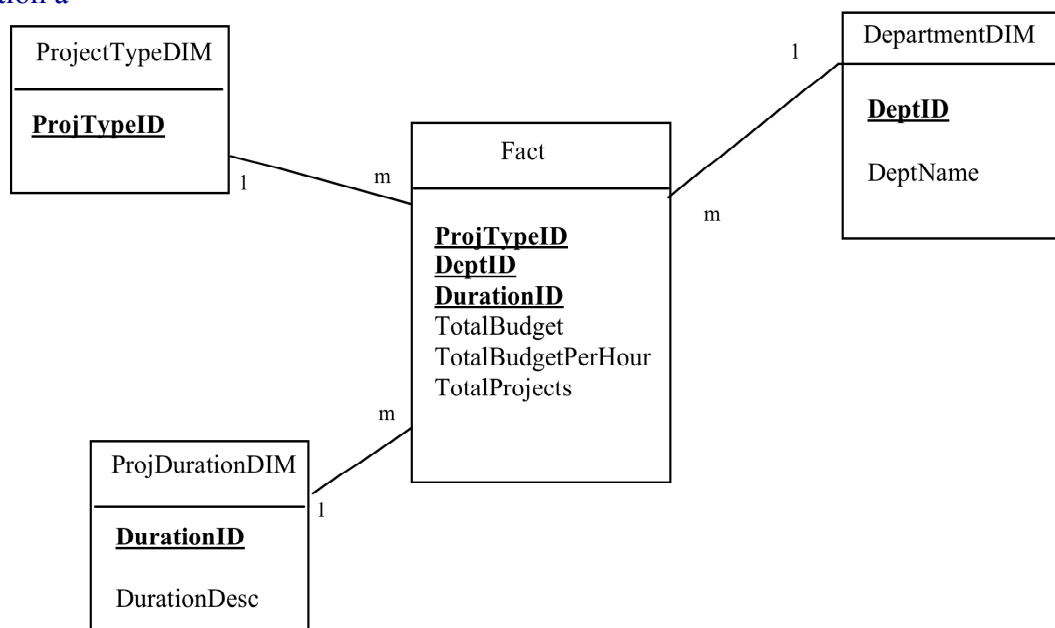 ProjectTypeDIM
ProjTypeID
1
m
Fact
ProjTypeID
DeptID
DurationID
TotalBudget
TotalBudgetPerHour
TotalProjects
1
m
DepartmentDIM
DeptID
DeptName
m
1
ProjDurationDIM
DurationID
DurationDesc